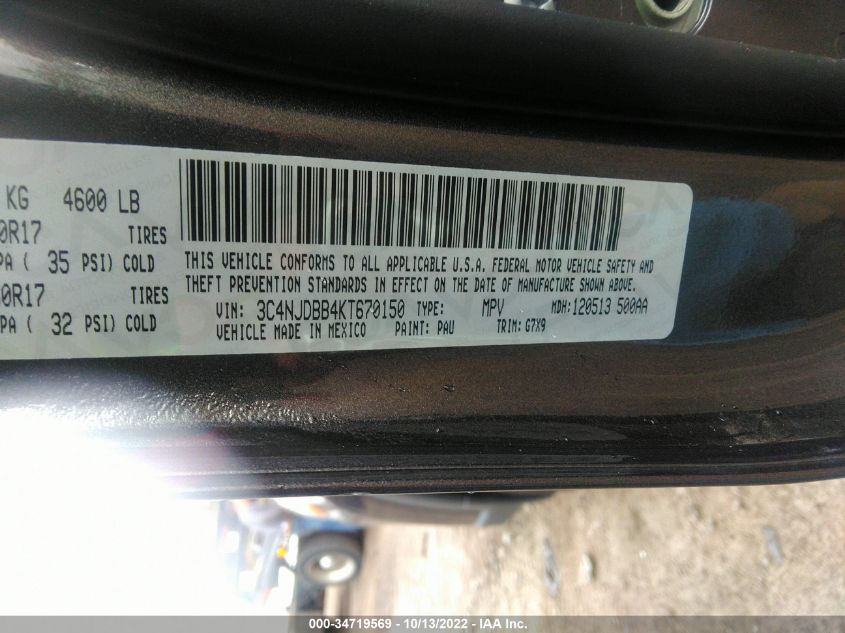 KG 4600 LB
0R17 TIRES
PA ( 35 PSI) COLD
0R17 TIRES
PA ( 32 PSI) COLD
THIS VEHICLE CONFORMS TO ALL APPLICABLE U.S.A. FEDERAL MOTOR VEHICLE SAFETY AND
THEFT PREVENTION STANDARDS IN EFFECT ON THE DATE OF MANUFACTURE SHOWN ABOVE.
VIN: 3C4NJDBB4KT670150 TYPE: MPV MDH: 120513 500AA
VEHICLE MADE IN MEXICO PAINT: PAU TRIM: G7X9
000-34719569 - 10/13/2022 - IAA Inc.